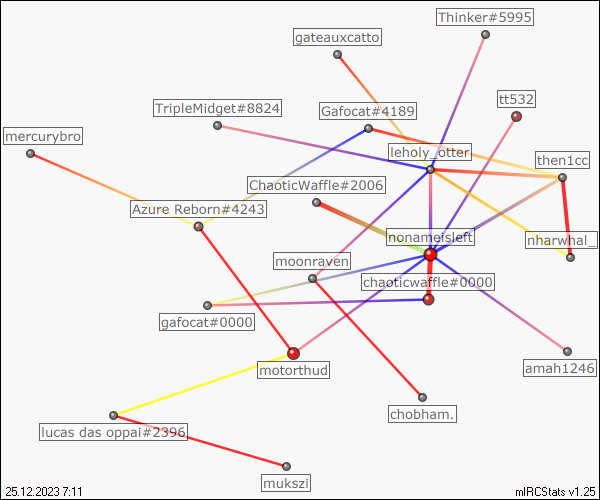 Thinker#5995
gateauxcatto
tt532
TripleMidget#8824
Gafocat#4189
mercurybro
leholy_otter
then1cc
ChaoticWaffle#2006
Azure Reborn#4243
nonameisleft
nharwhal_
moonraven
chaoticwaffle#0000
gafocat#0000
motorthud
amah1246
chobham.
lucas das oppai#2396
mukszi
25.12.2023 7:11
mIRCStats v1.25